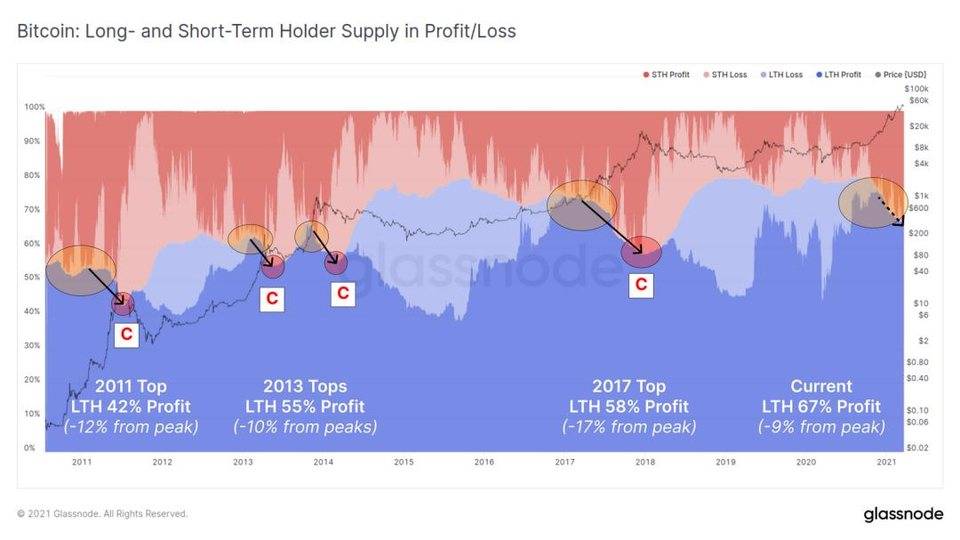 Bitcoin: Long- and Short-Term Holder Supply in Profit/Loss
STH Profit STH Loss LTH Loss LTH Profit Price [USD]
100%
90%
80%
70%
60%
50%
40%
30%
20%
10%
0%
$100k
$60k
$20k
$8k
$4k
$1k
$600
$200
$80
$40
$10
$6
$2
$0.80
$0.40
$0.10
$0.06
$0.02
glassnode
C
C
C
C
2011 Top
LTH 42% Profit
(-12% from peak)
2013 Tops
LTH 55% Profit
(-10% from peaks)
2017 Top
LTH 58% Profit
(-17% from peak)
Current
LTH 67% Profit
(-9% from peak)
2011 2012 2013 2014 2015 2016 2017 2018 2019 2020 2021
© 2021 Glassnode. All Rights Reserved.
glassnode